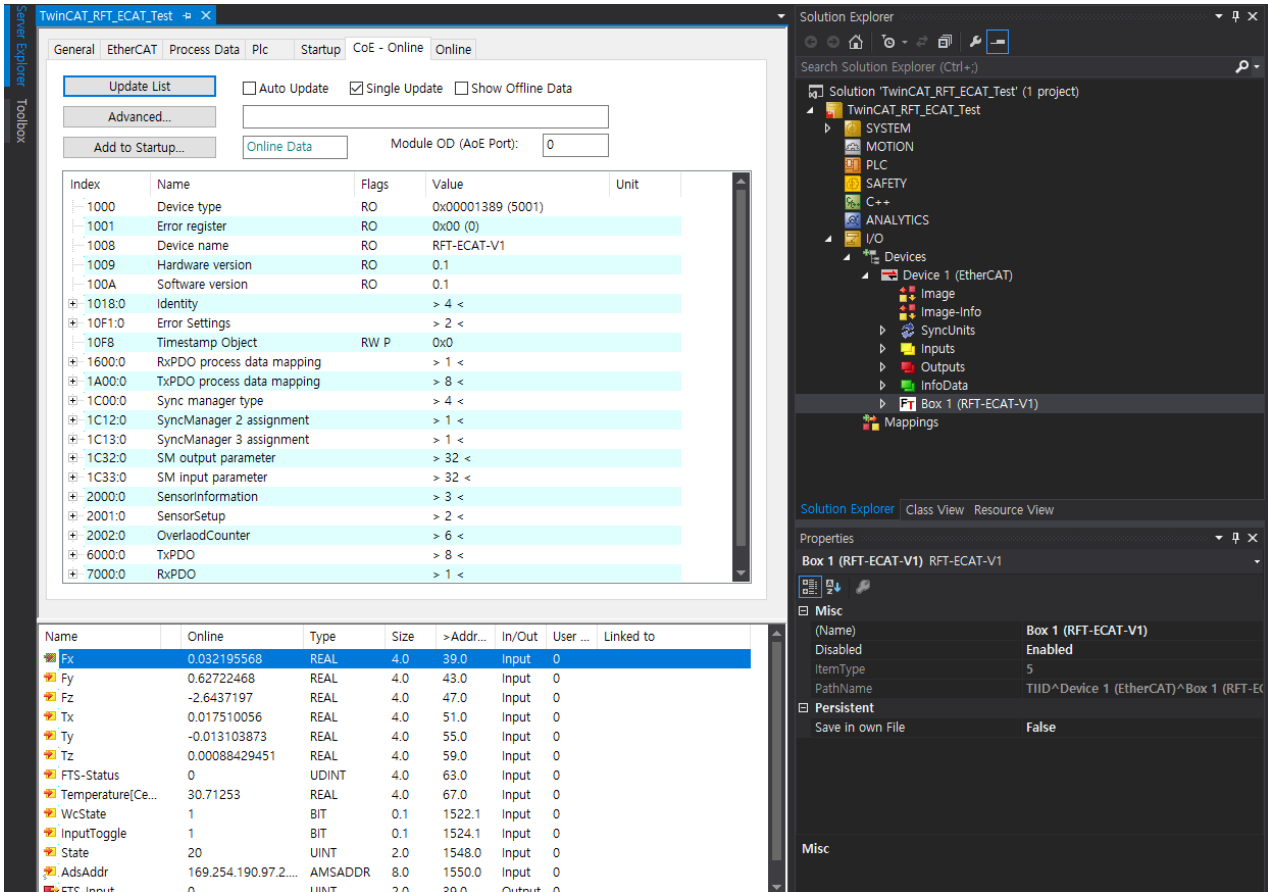 Server Explorer
Toolbox
TwinCAT_RFT_ECAT_Test
General EtherCAT Process Data Plc Startup CoE - Online Online
Update List Auto Update Single Update Show Offline Data
Advanced...
Add to Startup... Online Data Module OD (AoE Port): 0
Index Name Flags Value Unit
1000 Device type RO 0x00001389 (5001)
1001 Error register RO 0x00 (0)
1008 Device name RO RFT-ECAT-V1
1009 Hardware version RO 0.1
100A Software version RO 0.1
1018:0 Identity > 4 <
10F1:0 Error Settings > 2 <
10F8 Timestamp Object RW P 0x0
1600:0 RxPDO process data mapping > 1 <
1A00:0 TxPDO process data mapping > 8 <
1C00:0 Sync manager type > 4 <
1C12:0 SyncManager 2 assignment > 1 <
1C13:0 SyncManager 3 assignment > 1 <
1C32:0 SM output parameter > 32 <
1C33:0 SM input parameter > 32 <
2000:0 SensorInformation > 3 <
2001:0 SensorSetup > 2 <
2002:0 OverlaodCounter > 6 <
6000:0 TxPDO > 8 <
7000:0 RxPDO > 1 <
Name Online Type Size >Addr... In/Out User ... Linked to
Fx 0.032195568 REAL 4.0 39.0 Input 0
Fy 0.62722468 REAL 4.0 43.0 Input 0
Fz -2.6437197 REAL 4.0 47.0 Input 0
Tx 0.017510056 REAL 4.0 51.0 Input 0
Ty -0.013103873 REAL 4.0 55.0 Input 0
Tz 0.00088429451 REAL 4.0 59.0 Input 0
FTS-Status 0 UDINT 4.0 63.0 Input 0
Temperature[Ce... 30.71253 REAL 4.0 67.0 Input 0
WcState 1 BIT 0.1 1522.1 Input 0
InputToggle 1 BIT 0.1 1524.1 Input 0
State 20 UINT 2.0 1548.0 Input 0
AdsAddr 169.254.190.97.2.... AMSADDR 8.0 1550.0 Input 0
FTS-Input 0 UINT 2.0 39.0 Output 0
Solution Explorer
Search Solution Explorer (Ctrl+;)
Solution 'TwinCAT_RFT_ECAT_Test' (1 project)
TwinCAT_RFT_ECAT_Test
SYSTEM
MOTION
PLC
SAFETY
C++
ANALYTICS
I/O
Devices
Device 1 (EtherCAT)
Image
Image-Info
SyncUnits
Inputs
Outputs
InfoData
FT Box 1 (RFT-ECAT-V1)
Mappings
Solution Explorer Class View Resource View
Properties
Box 1 (RFT-ECAT-V1) RFT-ECAT-V1
Misc
(Name) Box 1 (RFT-ECAT-V1)
Disabled Enabled
ItemType 5
PathName TIID^Device 1 (EtherCAT)^Box 1 (RFT-EC
Persistent
Save in own File False
Misc